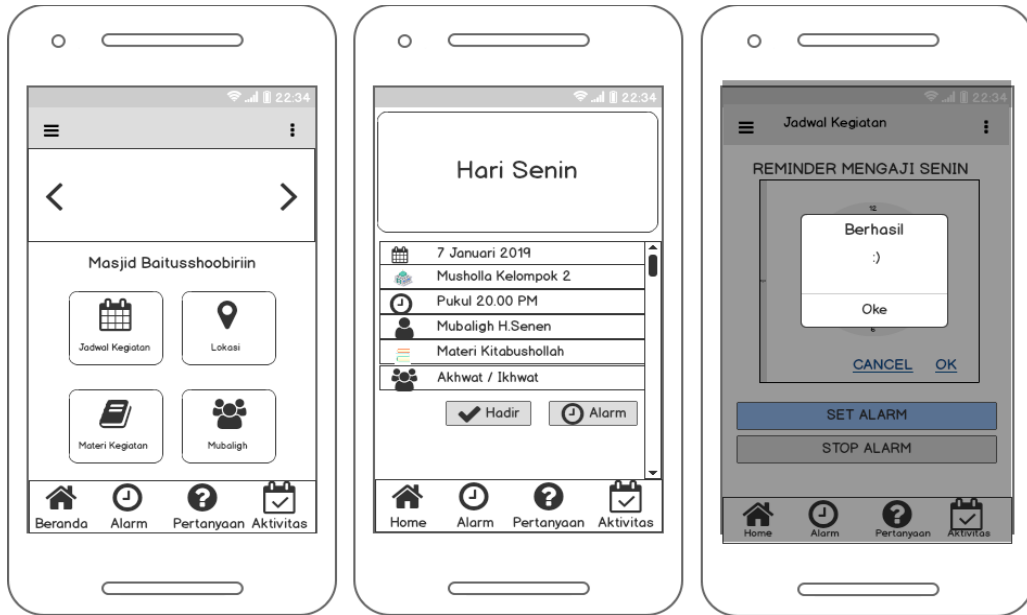 22:34
Masjid Baitusshoobiriin
Jadwal Kegiatan
Lokasi
Materi Kegiatan
Mubaligh
Beranda
Alarm
Pertanyaan
Aktivitas
22:34
Hari Senin
7 Januari 2019
Musholla Kelompok 2
Pukul 20.00 PM
Mubaligh H.Senen
Materi Kitabushollah
Akhwat / Ikhwat
Hadir
Alarm
Home
Alarm
Pertanyaan
Aktivitas
22:34
Jadwal Kegiatan
REMINDER MENGAJI SENIN
12
Berhasil
:)
Oke
6
CANCEL
OK
SET ALARM
STOP ALARM
Home
Alarm
Pertanyaan
Aktivitas